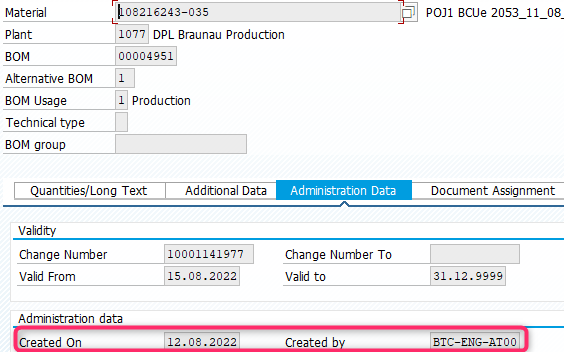 Material 108216243-035 POJ1 BCUe 2053_11_08_
Plant 1077 DPL Braunau Production
BOM 00004951
Alternative BOM 1
BOM Usage 1 Production
Technical type
BOM group
Quantities/Long Text Additional Data Administration Data Document Assignment
Validity
Change Number 10001141977 Change Number To
Valid From 15.08.2022 Valid to 31.12.9999
Administration data
Created On 12.08.2022 Created by BTC-ENG-AT00